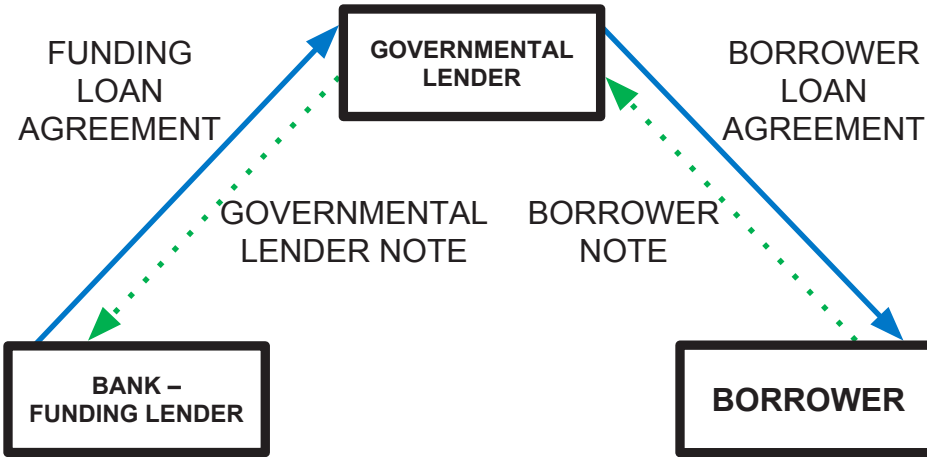 FUNDING
LOAN
AGREEMENT
GOVERNMENTAL
LENDER
BORROWER
LOAN
AGREEMENT
GOVERNMENTAL
LENDER NOTE
BORROWER
NOTE
BANK –
FUNDING LENDER
BORROWER